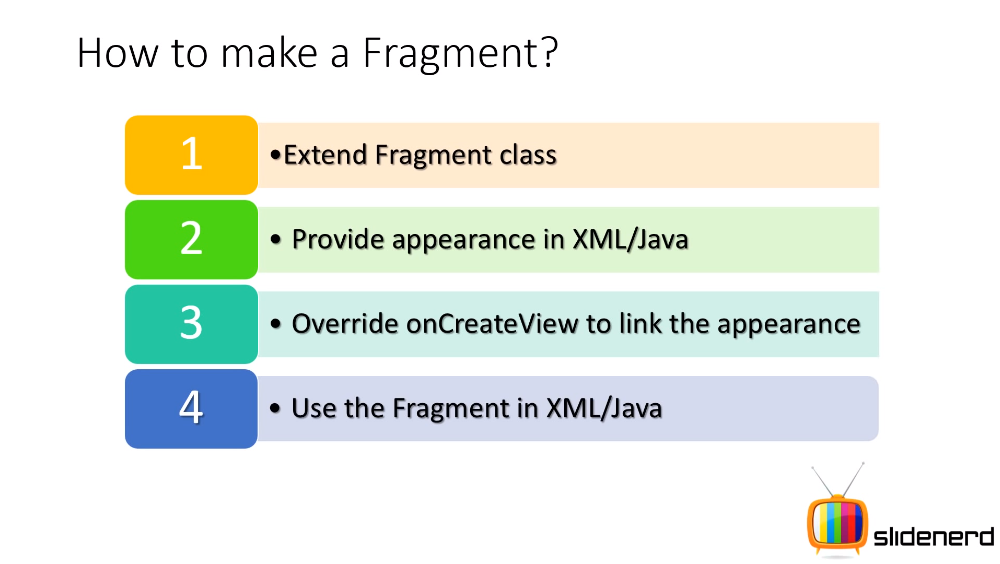 How to make a Fragment?
1
•Extend Fragment class
2
• Provide appearance in XML/Java
3
• Override onCreateView to link the appearance
4
• Use the Fragment in XML/Java
slidenerd